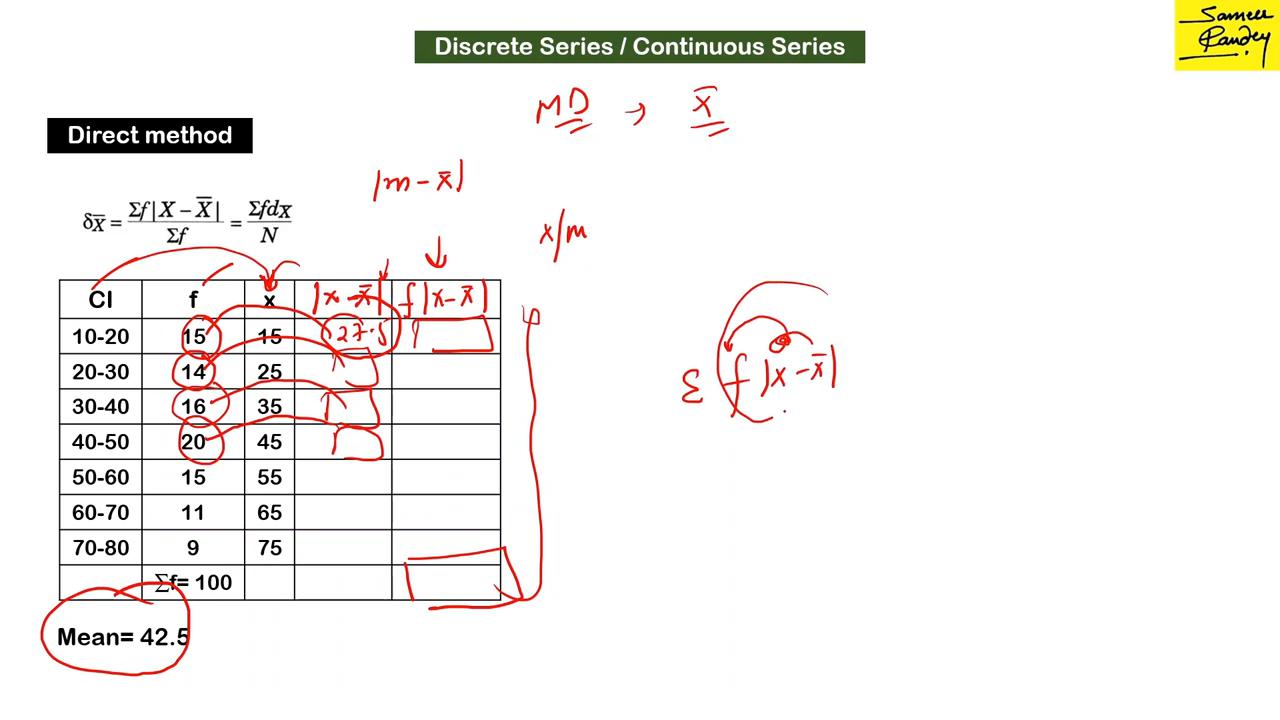 Sameer
Pandey
Discrete Series / Continuous Series
MD → x̄
Direct method
|m - x̄|
δx̄ = Σf|X - X̄| / Σf = Σfdx / N
x/m
CI f x |x - x̄| f|x - x̄|
10-20 15 15 27.5
20-30 14 25
30-40 16 35
40-50 20 45
50-60 15 55
60-70 11 65
70-80 9 75
Σf= 100
Σ f|x - x̄|
Mean= 42.5